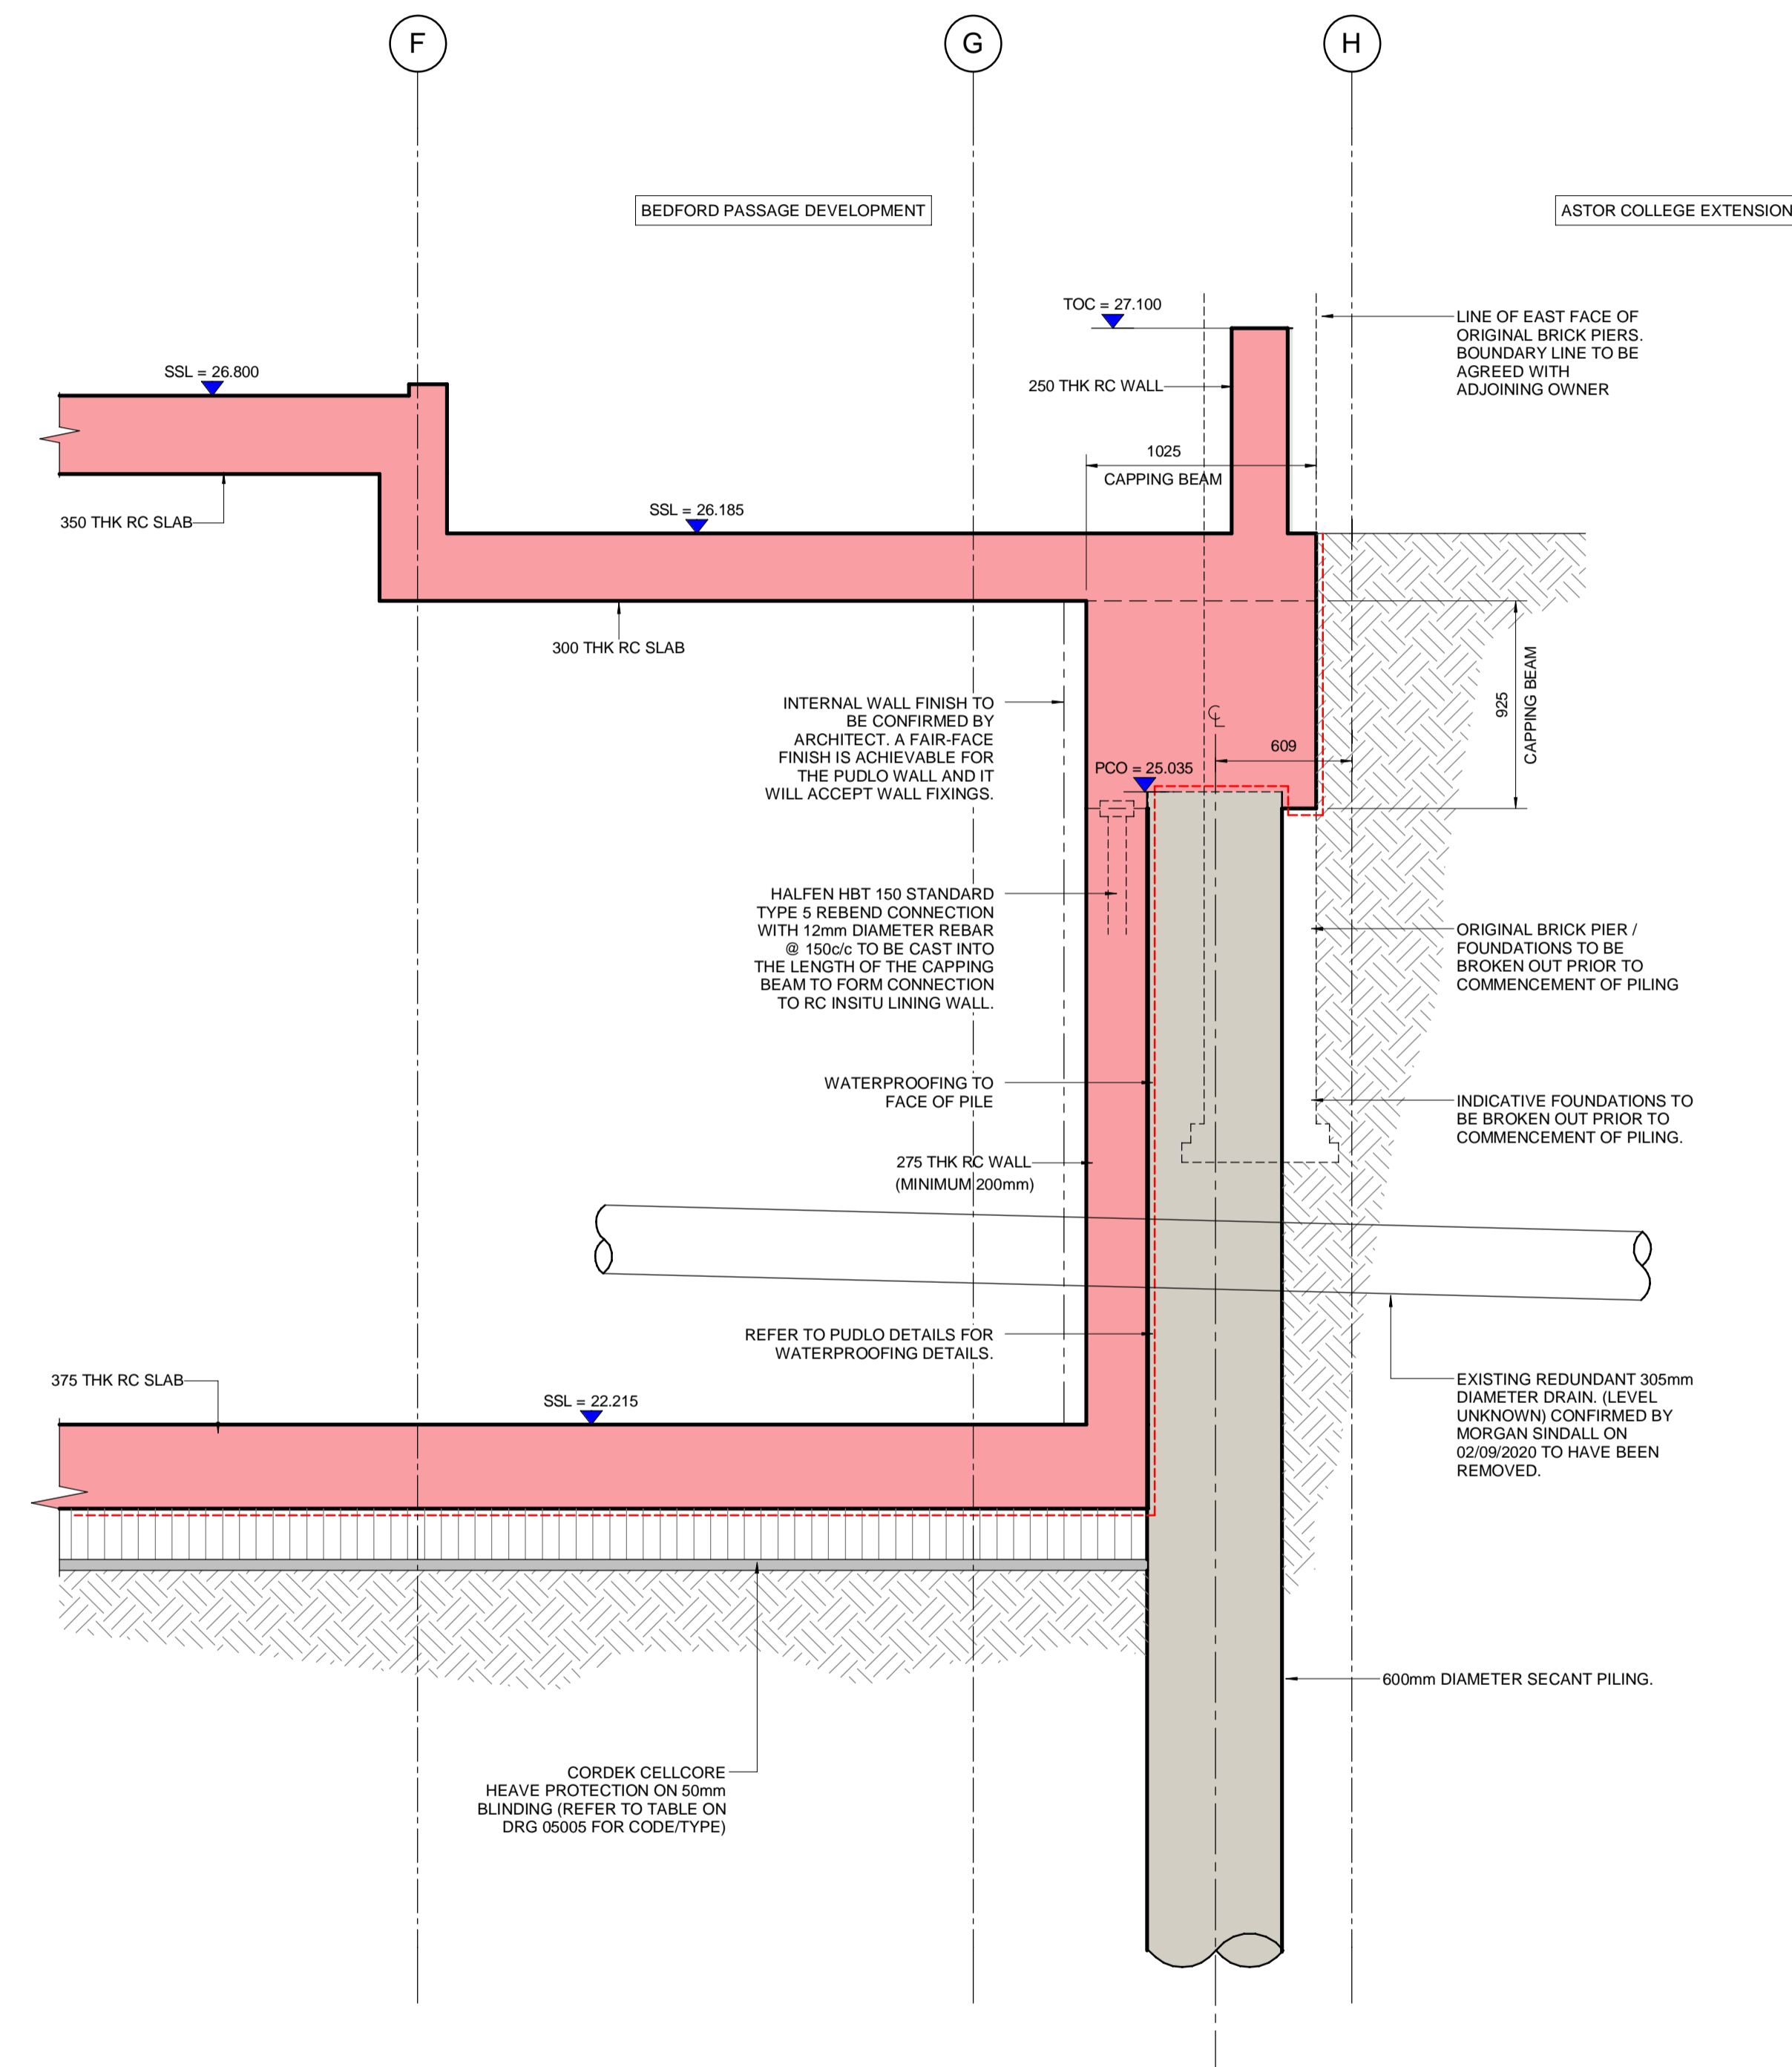 F
G
H
BEDFORD PASSAGE DEVELOPMENT
ASTOR COLLEGE EXTENSION
TOC = 27.100
LINE OF EAST FACE OF
ORIGINAL BRICK PIERS.
BOUNDARY LINE TO BE
AGREED WITH
ADJOINING OWNER
SSL = 26.800
250 THK RC WALL
1025
CAPPING BEAM
350 THK RC SLAB
SSL = 26.185
300 THK RC SLAB
925
CAPPING BEAM
INTERNAL WALL FINISH TO
BE CONFIRMED BY
ARCHITECT. A FAIR-FACE
FINISH IS ACHIEVABLE FOR
THE PUDLO WALL AND IT
WILL ACCEPT WALL FIXINGS.
℄
609
PCO = 25.035
HALFEN HBT 150 STANDARD
TYPE 5 REBEND CONNECTION
WITH 12mm DIAMETER REBAR
@ 150c/c TO BE CAST INTO
THE LENGTH OF THE CAPPING
BEAM TO FORM CONNECTION
TO RC INSITU LINING WALL.
ORIGINAL BRICK PIER /
FOUNDATIONS TO BE
BROKEN OUT PRIOR TO
COMMENCEMENT OF PILING
WATERPROOFING TO
FACE OF PILE
INDICATIVE FOUNDATIONS TO
BE BROKEN OUT PRIOR TO
COMMENCEMENT OF PILING.
275 THK RC WALL
(MINIMUM 200mm)
REFER TO PUDLO DETAILS FOR
WATERPROOFING DETAILS.
375 THK RC SLAB
SSL = 22.215
EXISTING REDUNDANT 305mm
DIAMETER DRAIN. (LEVEL
UNKNOWN) CONFIRMED BY
MORGAN SINDALL ON
02/09/2020 TO HAVE BEEN
REMOVED.
600mm DIAMETER SECANT PILING.
CORDEK CELLCORE
HEAVE PROTECTION ON 50mm
BLINDING (REFER TO TABLE ON
DRG 05005 FOR CODE/TYPE)